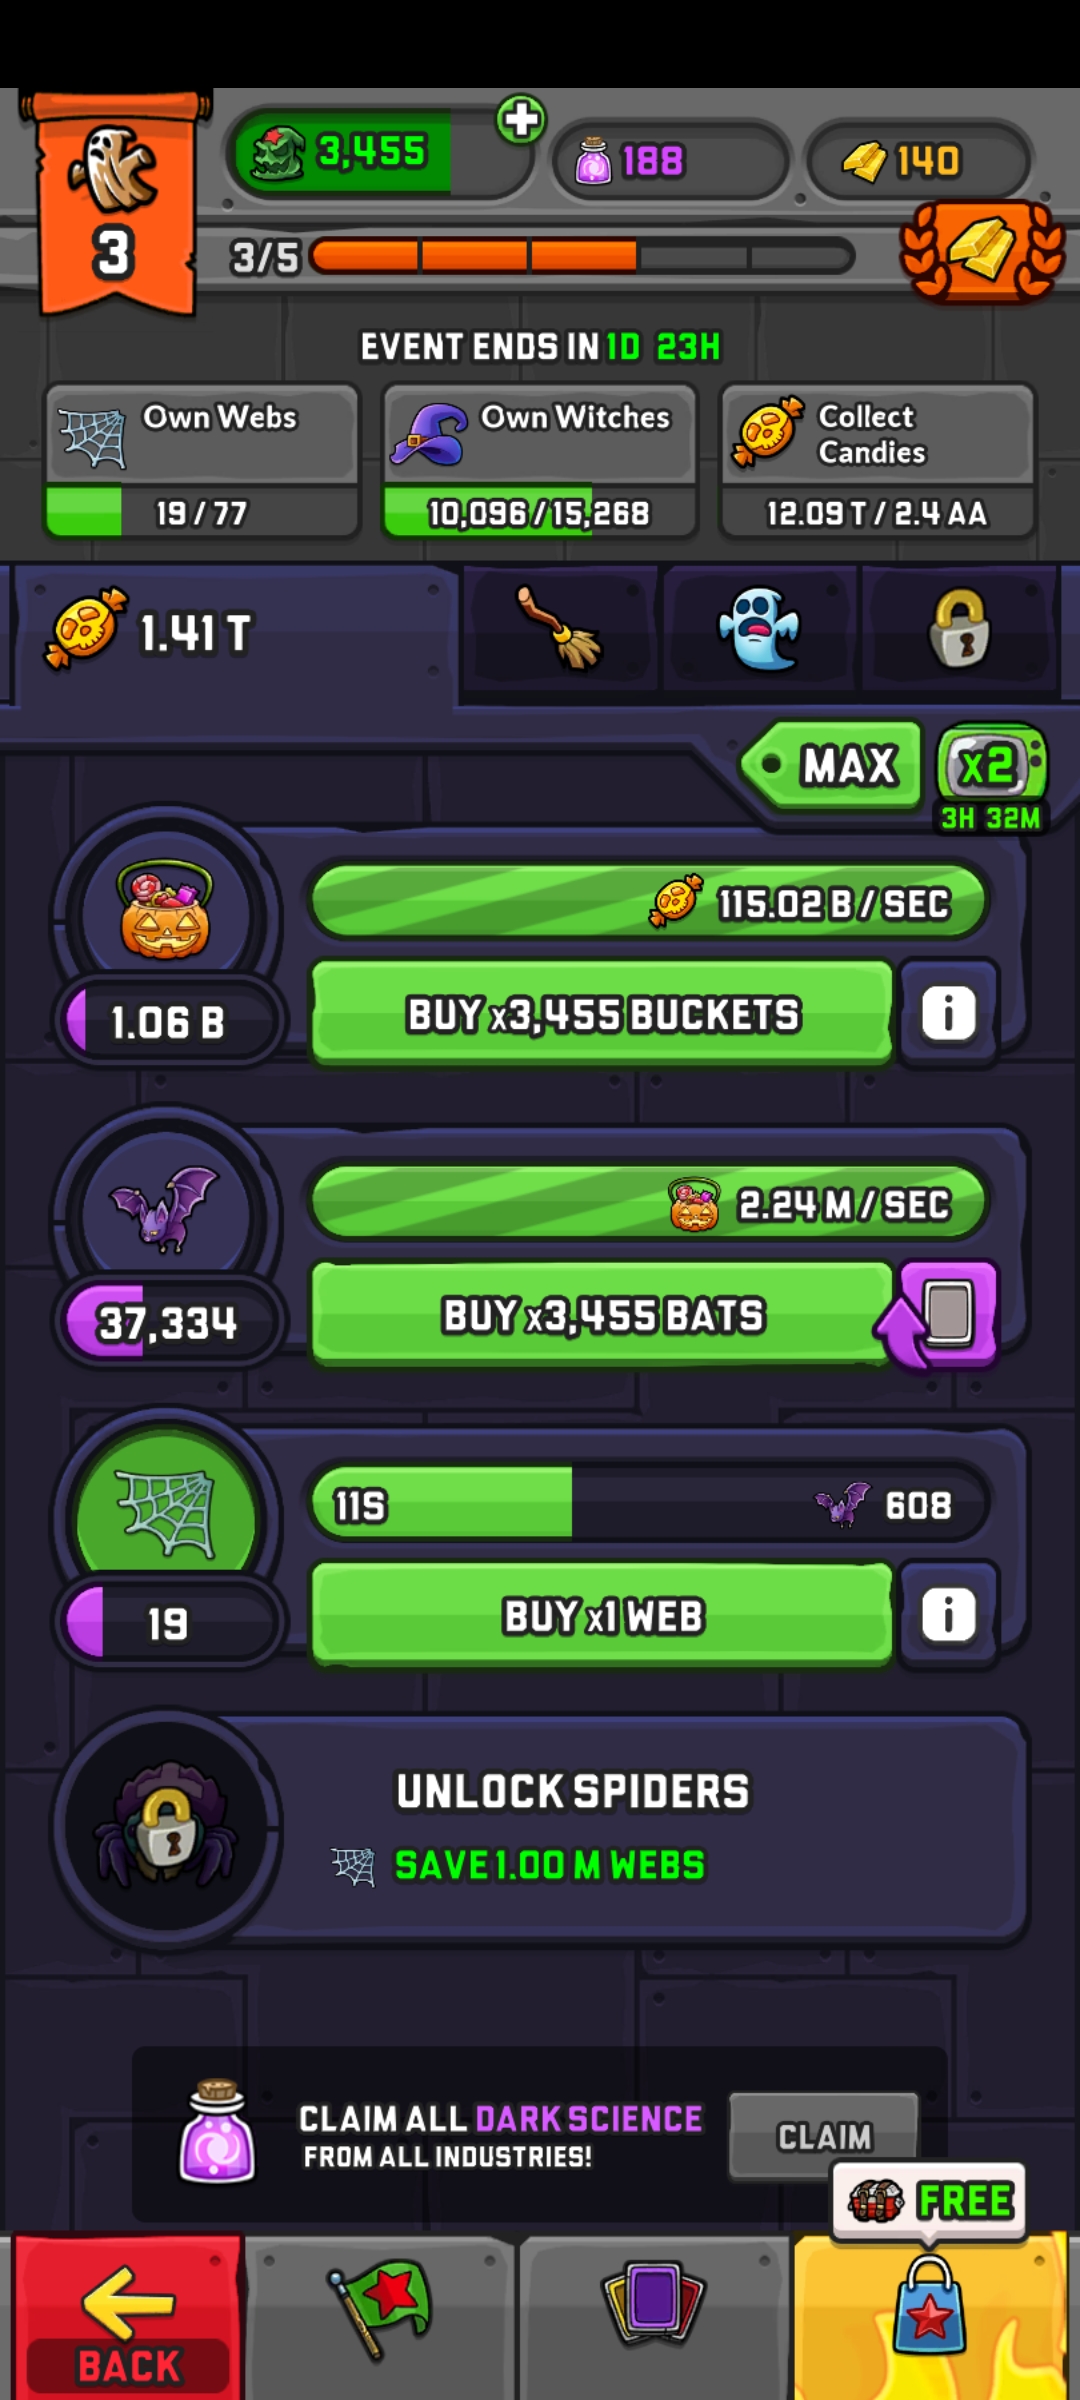 3,455
188
140
3
3/5
EVENT ENDS IN 1D 23H
Own Webs
19/77
Own Witches
10,096/15,268
Collect
Candies
12.09 T / 2.4 AA
1.41 T
MAX
x2
3H 32M
115.02 B / SEC
1.06 B
BUY x3,455 BUCKETS
i
2.24 M / SEC
37,334
BUY x3,455 BATS
11S
608
19
BUY x1 WEB
i
UNLOCK SPIDERS
SAVE 1.00 M WEBS
CLAIM ALL DARK SCIENCE
FROM ALL INDUSTRIES!
CLAIM
FREE
BACK